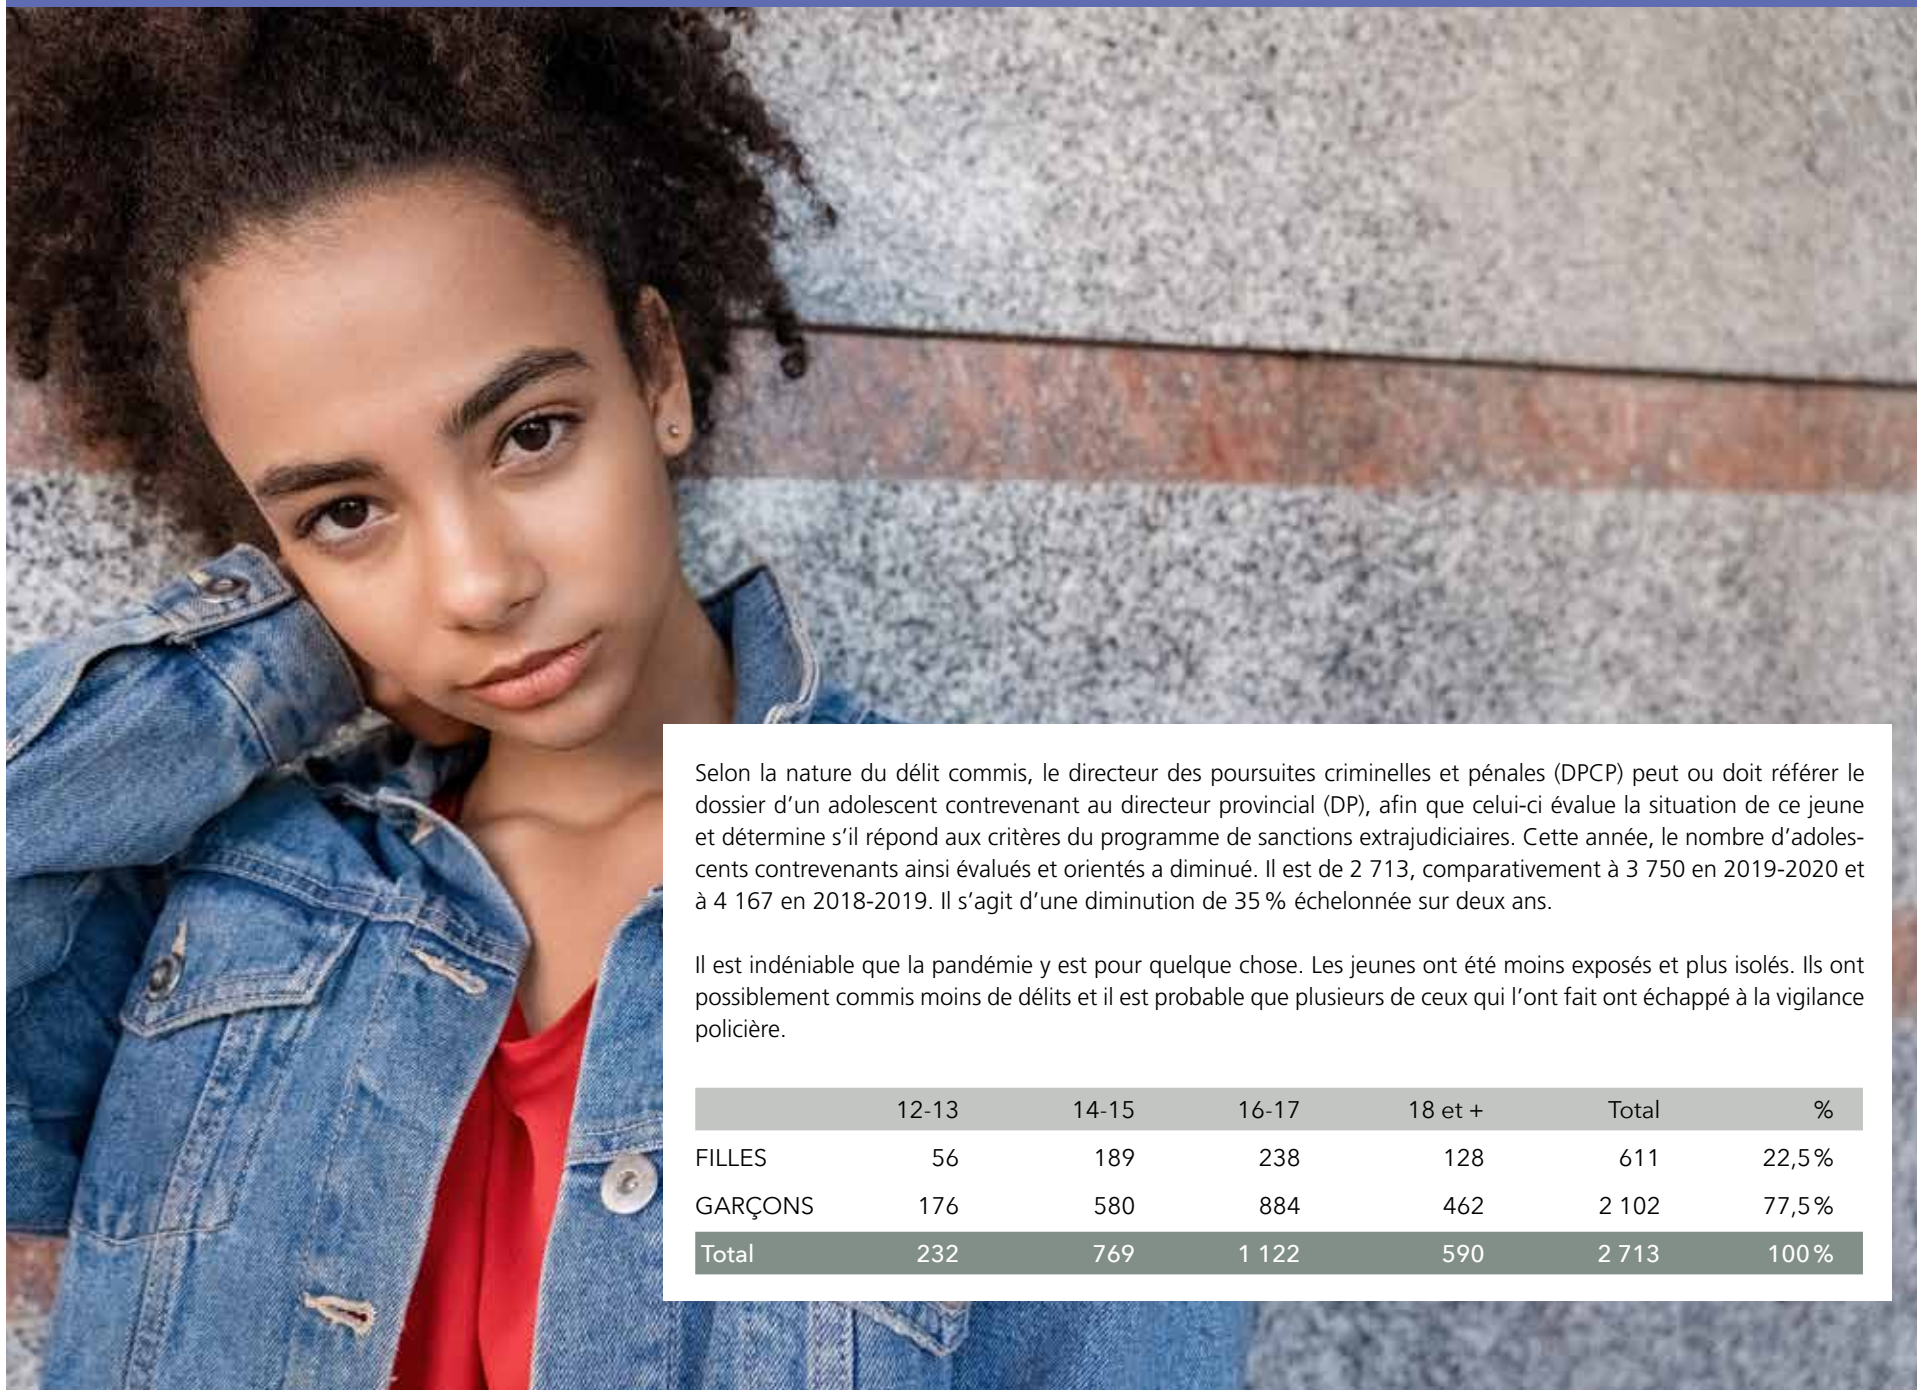 Selon la nature du délit commis, le directeur des poursuites criminelles et pénales (DPCP) peut ou doit référer le
dossier d’un adolescent contrevenant au directeur provincial (DP), afin que celui-ci évalue la situation de ce jeune
et détermine s’il répond aux critères du programme de sanctions extrajudiciaires. Cette année, le nombre d’adoles-
cents contrevenants ainsi évalués et orientés a diminué. Il est de 2 713, comparativement à 3 750 en 2019-2020 et
à 4 167 en 2018-2019. Il s’agit d’une diminution de 35 % échelonnée sur deux ans.
Il est indéniable que la pandémie y est pour quelque chose. Les jeunes ont été moins exposés et plus isolés. Ils ont
possiblement commis moins de délits et il est probable que plusieurs de ceux qui l’ont fait ont échappé à la vigilance
policière.
12-13 14-15 16-17 18 et + Total %
FILLES 56 189 238 128 611 22,5 %
GARÇONS 176 580 884 462 2 102 77,5 %
Total 232 769 1 122 590 2 713 100 %